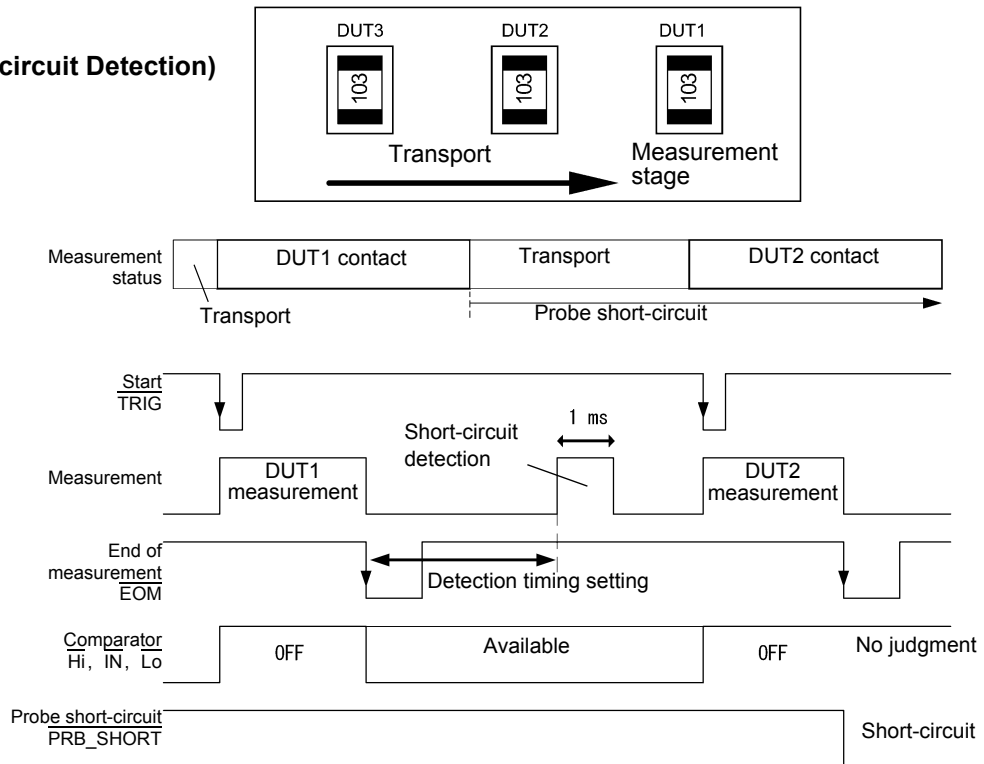 circuit Detection)
DUT3 DUT2 DUT1
103 103 103
Transport
Measurement
stage
Measurement
status
DUT1 contact Transport DUT2 contact
Transport
Probe short-circuit
Start
TRIG
1 ms
Short-circuit
detection
Measurement
DUT1
measurement
DUT2
measurement
End of
measurement
EOM
Detection timing setting
Comparator
Hi, IN, Lo
OFF Available OFF No judgment
Probe short-circuit
PRB_SHORT
Short-circuit